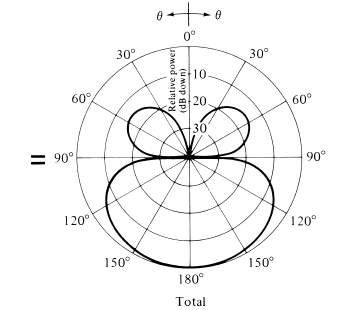 θ θ
0°
30° 30°
Relative power
(dB down)
10
60° 20 60°
30
= 90° 90°
120° 120°
150° 150°
180°
Total